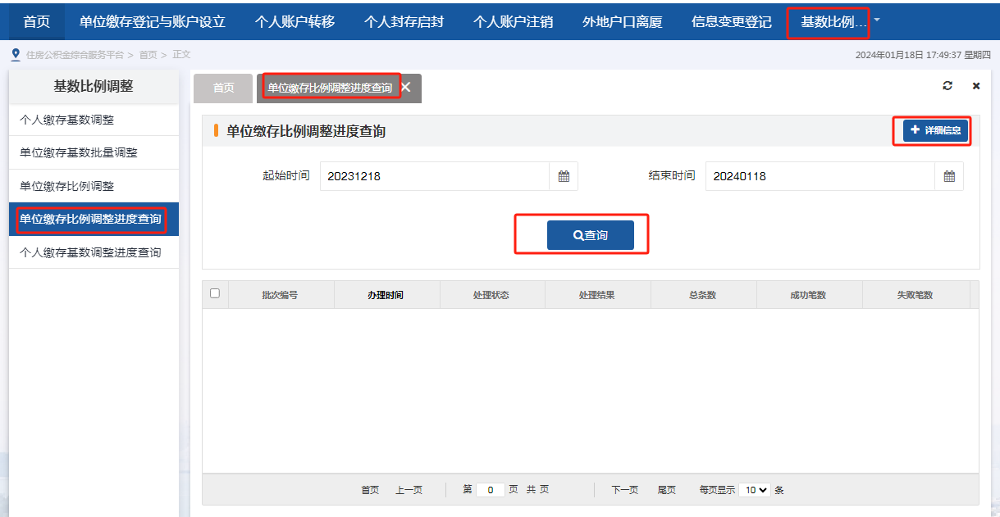 首页 单位缴存登记与账户设立 个人账户转移 个人封存启封 个人账户注销 外地户口离厦 信息变更登记 基数比例...
住房公积金综合服务平台 > 首页 > 正文 2024年01月18日 17:49:37 星期四
基数比例调整
个人缴存基数调整
单位缴存基数批量调整
单位缴存比例调整
单位缴存比例调整进度查询
个人缴存基数调整进度查询
首页 单位缴存比例调整进度查询
单位缴存比例调整进度查询 详细信息
起始时间 20231218 结束时间 20240118
查询
批次编号 办理时间 处理状态 处理结果 总条数 成功笔数 失败笔数
首页 上一页 第 0 页 共 页 下一页 尾页 每页显示 10 条